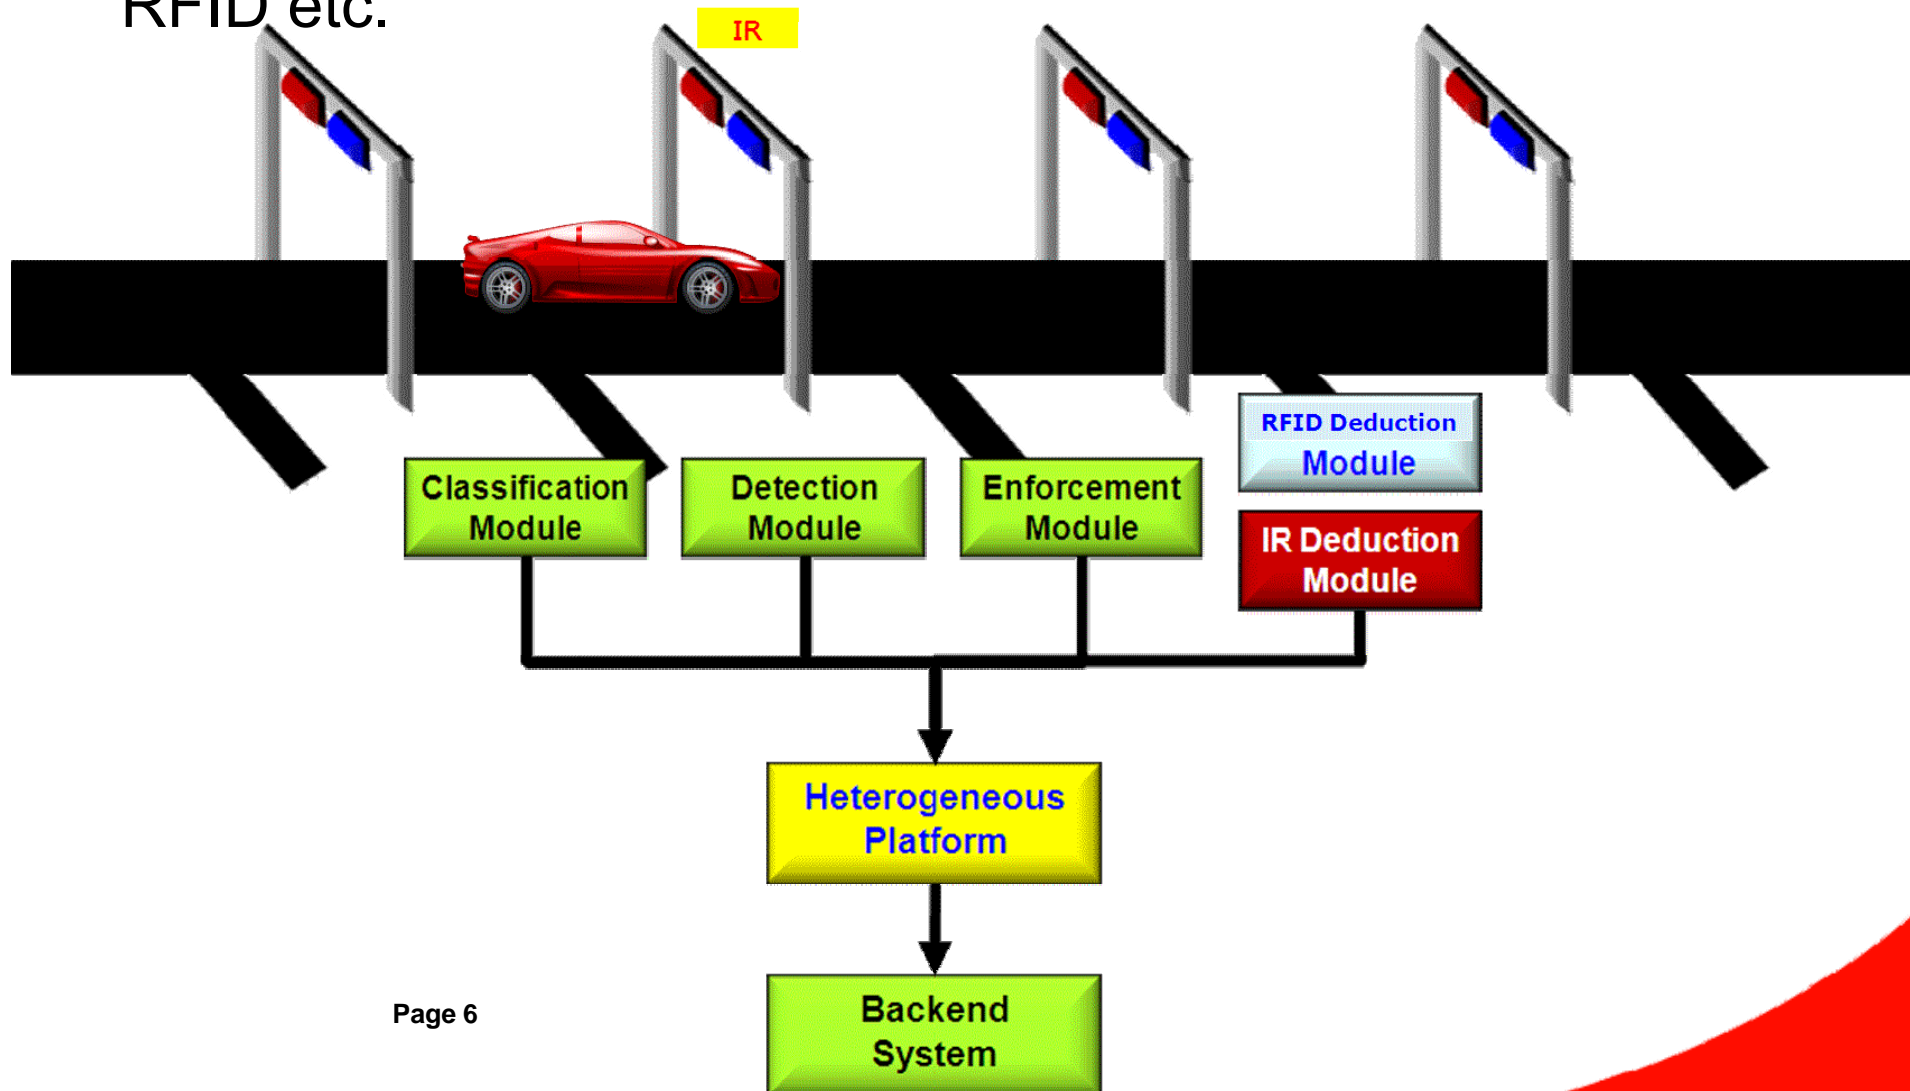 RFID etc.
IR
RFID Deduction
Module
Classification
Module
Detection
Module
Enforcement
Module
IR Deduction
Module
Heterogeneous
Platform
Backend
System
Page 6